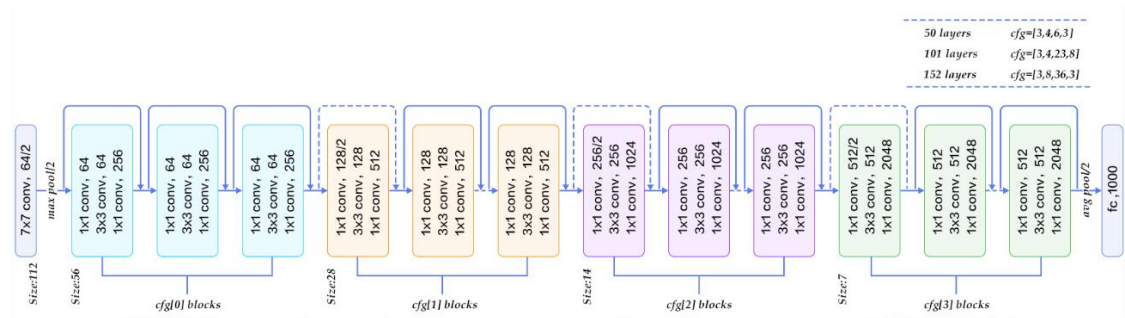 50 layers cfg=[3,4,6,3]
101 layers cfg=[3,4,23,8]
152 layers cfg=[3,8,36,3]
7×7 conv, 64/2
max pool/2
1x1 conv, 64
3x3 conv, 64
1x1 conv, 256
1x1 conv, 64
3x3 conv, 64
1x1 conv, 256
1x1 conv, 64
3x3 conv, 64
1x1 conv, 256
1x1 conv, 128/2
3x3 conv, 128
1x1 conv, 512
1x1 conv, 128
3x3 conv, 128
1x1 conv, 512
1x1 conv, 128
3x3 conv, 128
1x1 conv, 512
1x1 conv, 256/2
3x3 conv, 256
1x1 conv, 1024
1x1 conv, 256
3x3 conv, 256
1x1 conv, 1024
1x1 conv, 256
3x3 conv, 256
1x1 conv, 1024
1x1 conv, 512/2
3x3 conv, 512
1x1 conv, 2048
1x1 conv, 512
3x3 conv, 512
1x1 conv, 2048
1x1 conv, 512
3x3 conv, 512
1x1 conv, 2048
avg pool/2
fc ,1000
Size:112
Size:56
Size:28
Size:14
Size:7
cfg[0] blocks
cfg[1] blocks
cfg[2] blocks
cfg[3] blocks